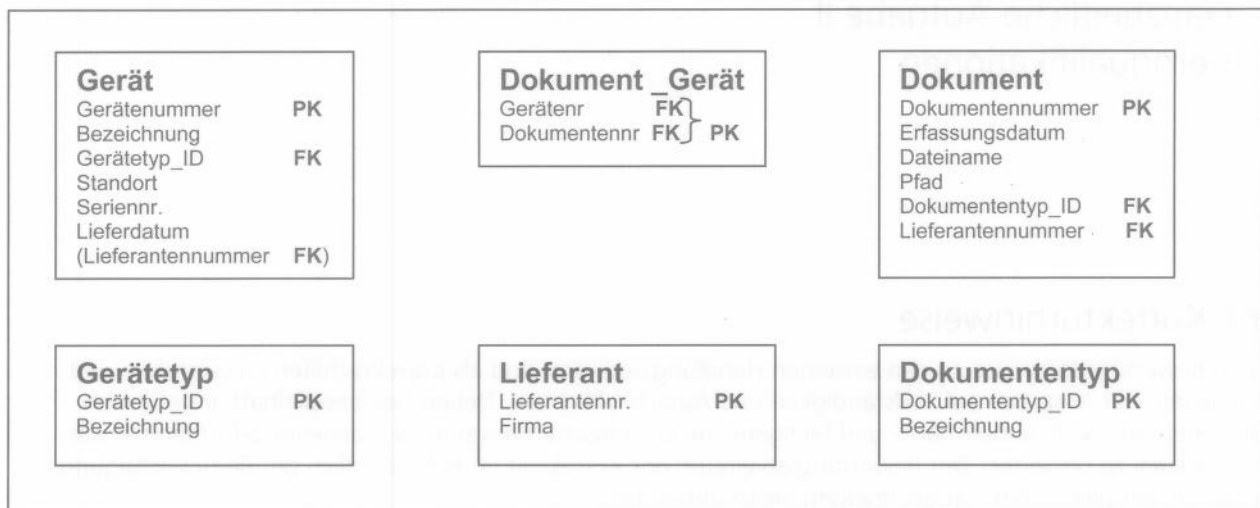 Gerät
Gerätenummer PK
Bezeichnung
Gerätetyp_ID FK
Standort
Seriennr.
Lieferdatum
(Lieferantennummer FK)
Dokument _Gerät
Gerätenr FK
Dokumentennr FK PK
Dokument
Dokumentennummer PK
Erfassungsdatum
Dateiname
Pfad
Dokumententyp_ID FK
Lieferantennummer FK
Gerätetyp
Gerätetyp_ID PK
Bezeichnung
Lieferant
Lieferantennr. PK
Firma
Dokumententyp
Dokumententyp_ID PK
Bezeichnung